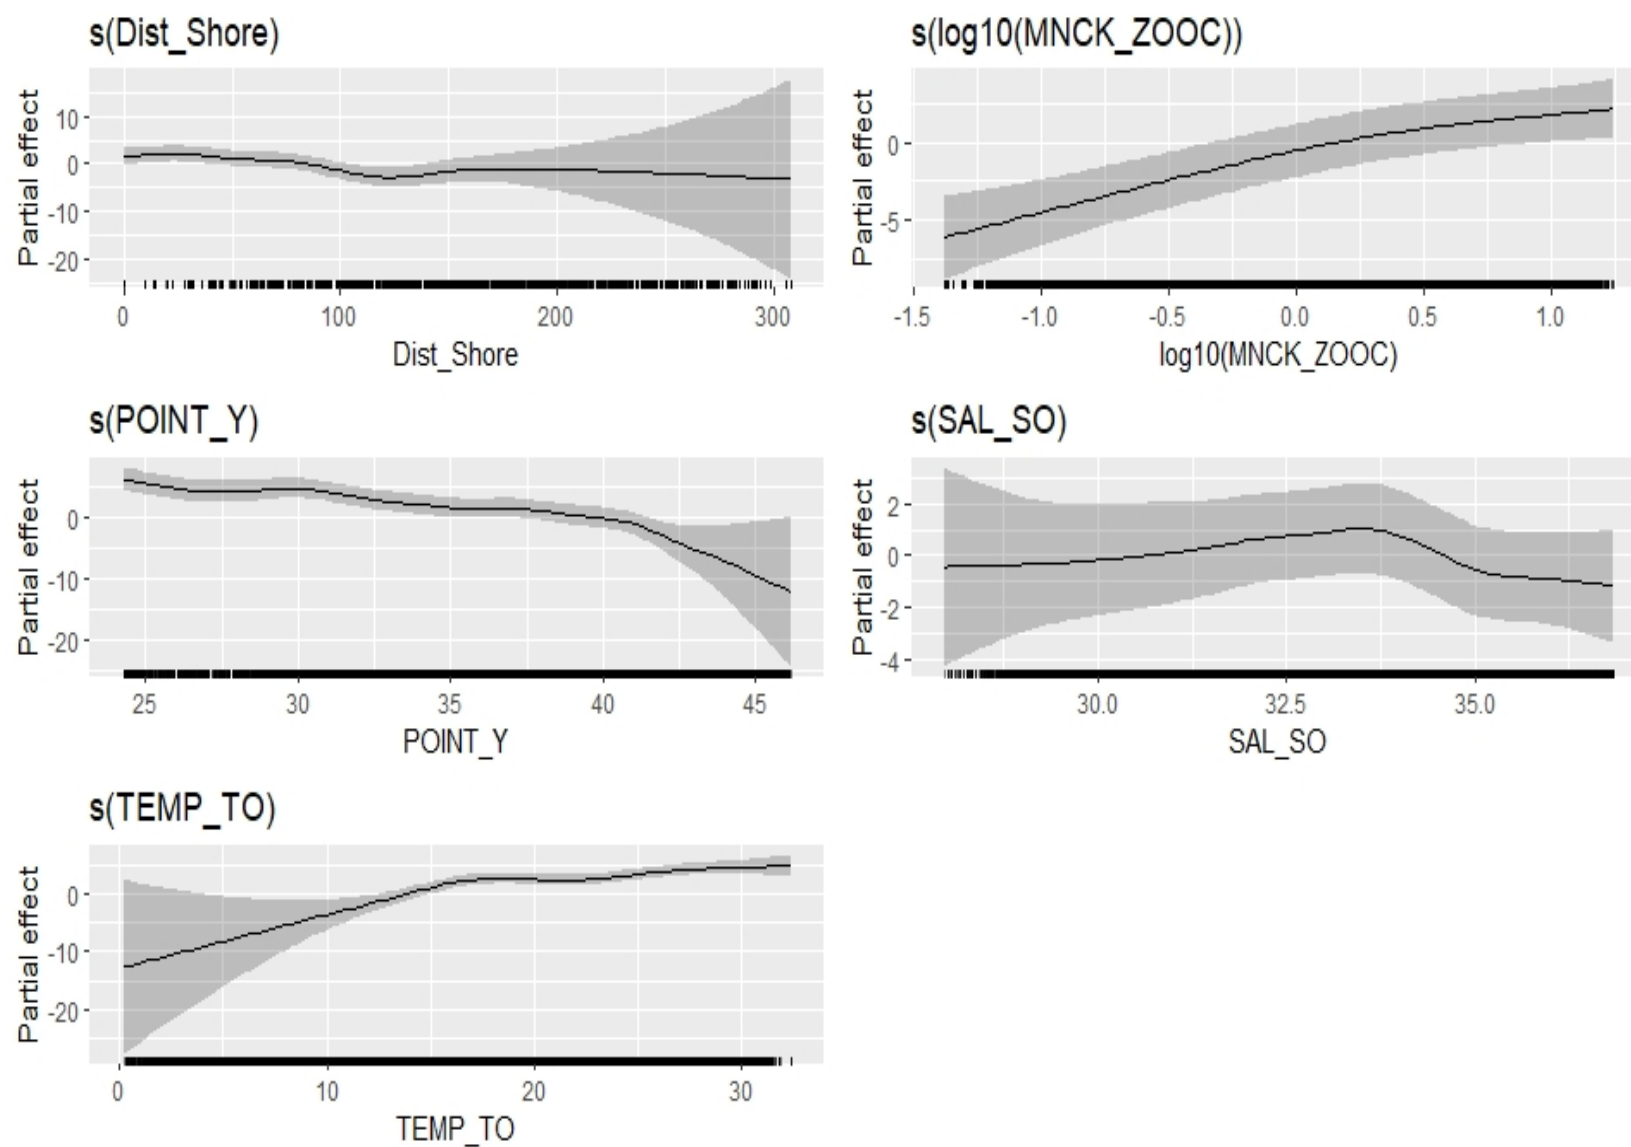 s(Dist_Shore)
Partial effect
10
0
-10
-20
0 100 200 300
Dist_Shore
s(log10(MNCK_ZOOC))
Partial effect
0
-5
-1.5 -1.0 -0.5 0.0 0.5 1.0
log10(MNCK_ZOOC)
s(POINT_Y)
Partial effect
0
-10
-20
25 30 35 40 45
POINT_Y
s(SAL_SO)
Partial effect
2
0
-2
-4
30.0 32.5 35.0
SAL_SO
s(TEMP_TO)
Partial effect
0
-10
-20
0 10 20 30
TEMP_TO